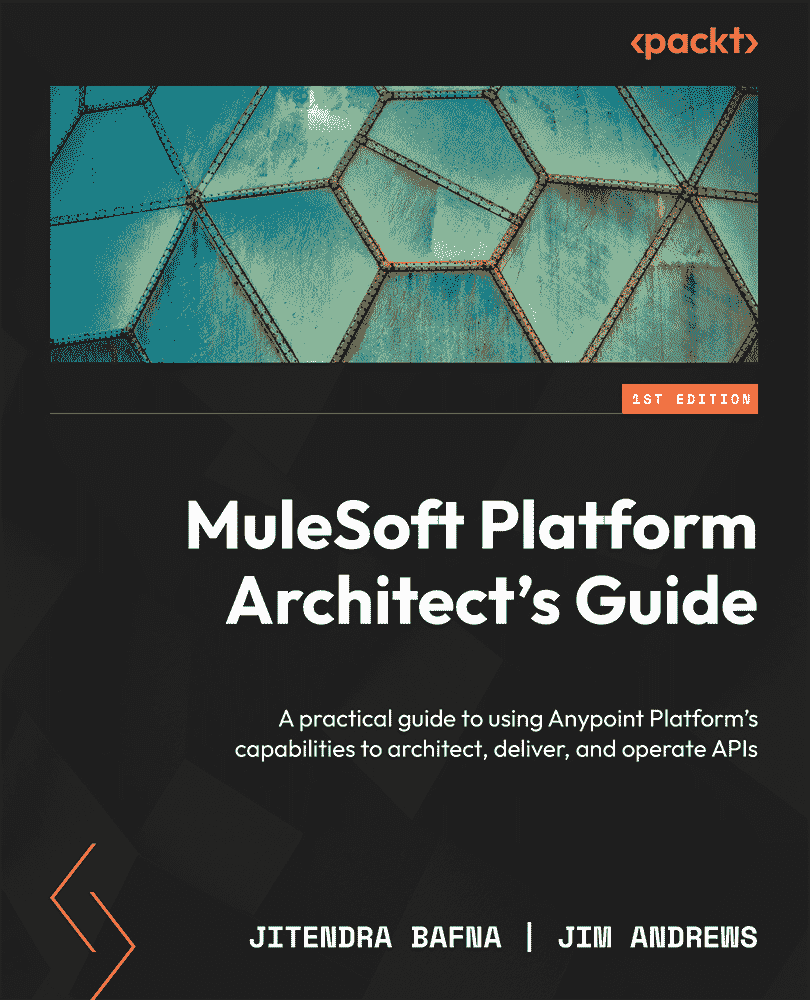 <packt>
1ST EDITION
MuleSoft Platform
Architect’s Guide
A practical guide to using Anypoint Platform’s
capabilities to architect, deliver, and operate APIs
JITENDRA BAFNA | JIM ANDREWS